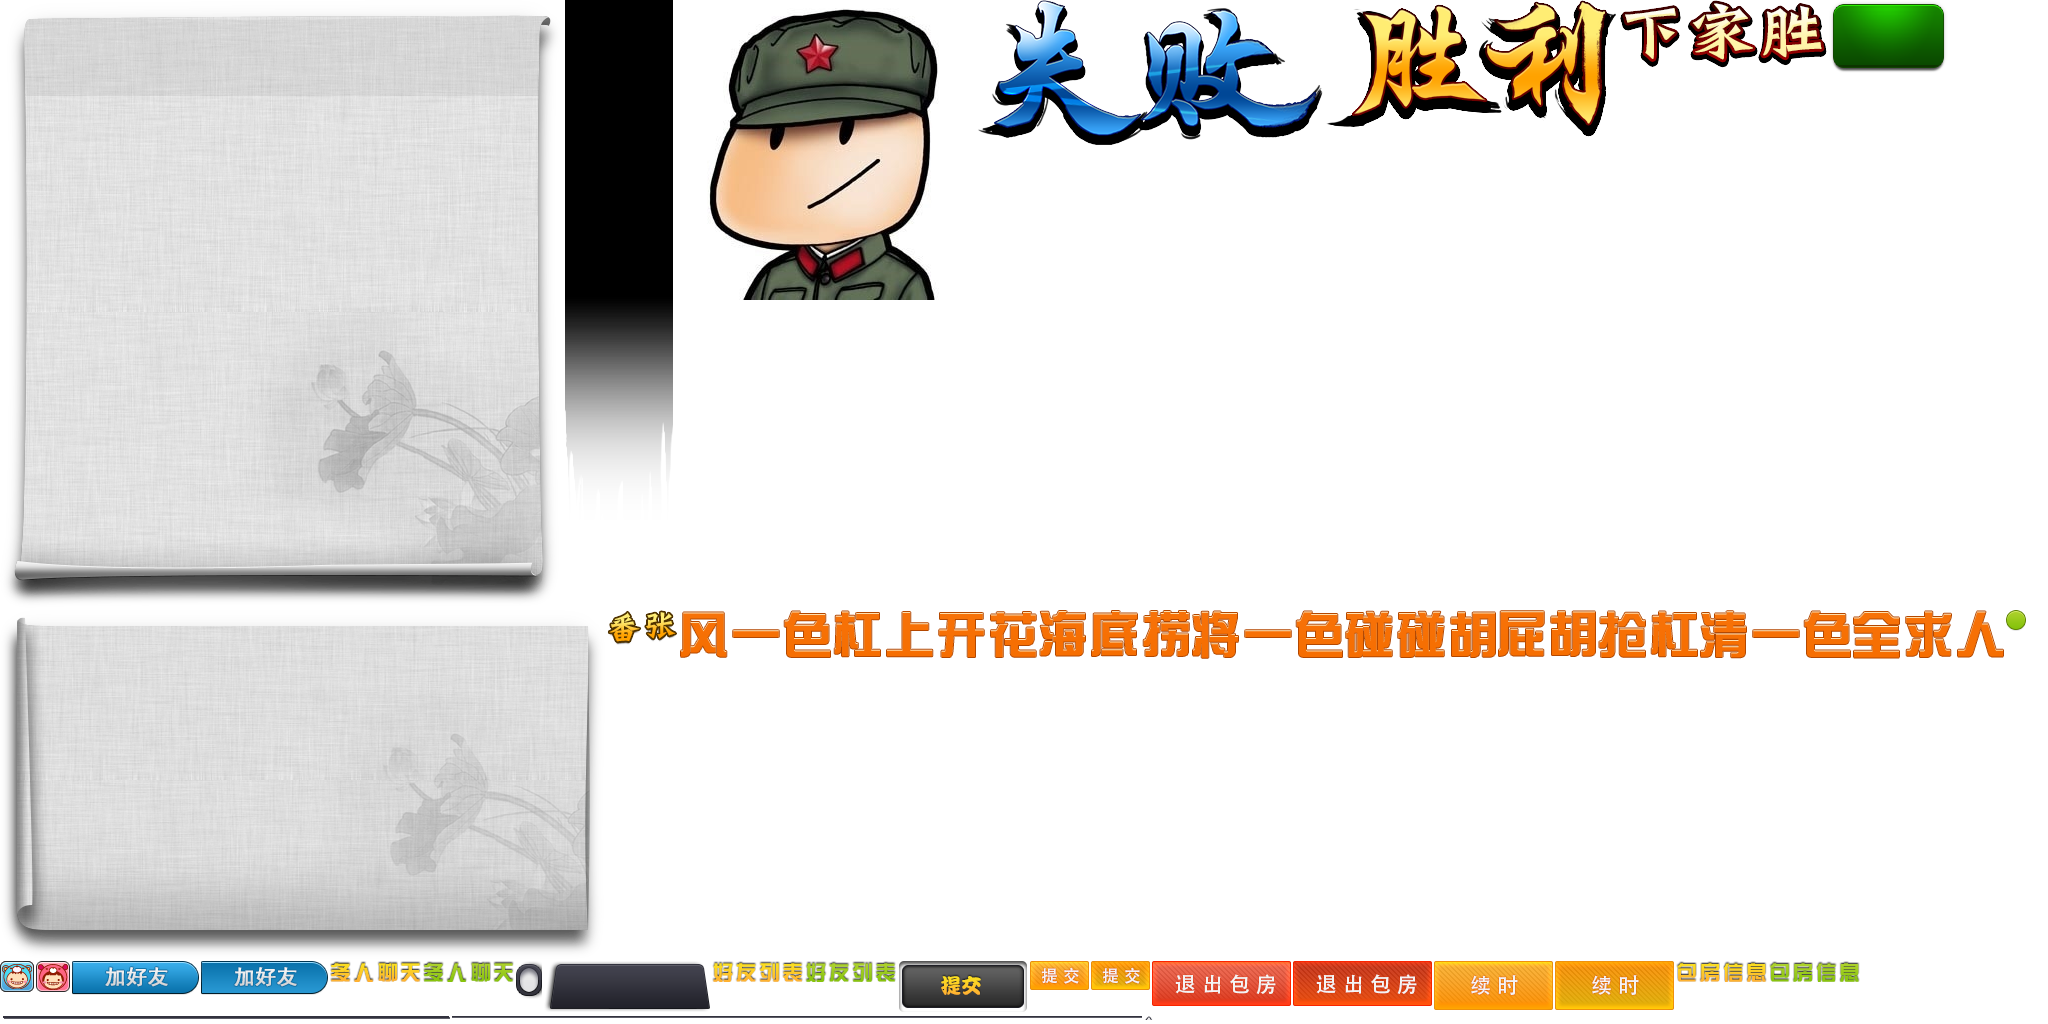 失败 胜利 下家胜
番张风一色杠上开花海底捞将一色碰碰胡屁胡抢杠清一色全求人
加好友 加好友 多人聊天多人聊天 好友列表好友列表 提交 提交 提交 退出包房 退出包房 续时 续时 包房信息包房信息